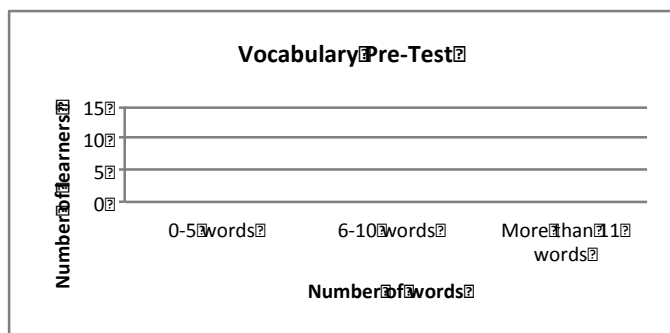 Vocabulary Pre-Test
Number of learners
15
10
5
0
0-5 words
6-10 words
More than 11
words
Number of words